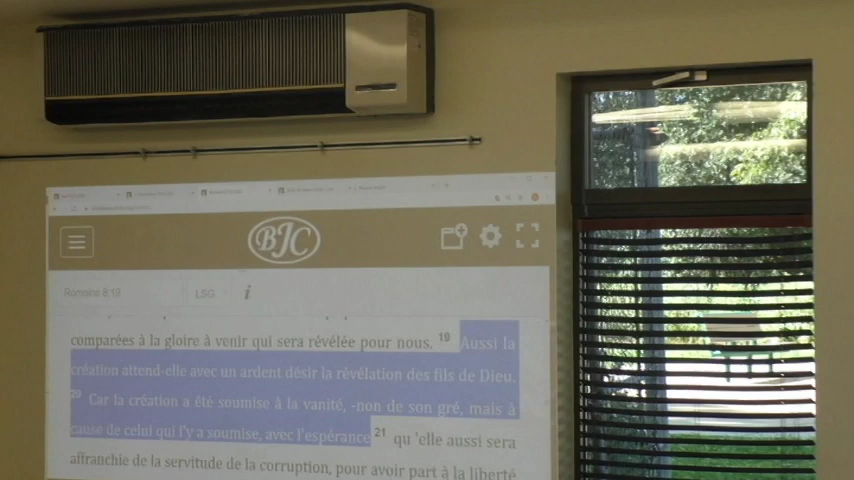 BJC
Romains 8:19 LSG i
comparées à la gloire à venir qui sera révélée pour nous. 19 Aussi la
création attend-elle avec un ardent désir la révélation des fils de Dieu.
20 Car la création a été soumise à la vanité, -non de son gré, mais à
cause de celui qui l'y a soumise, avec l'espérance 21 qu 'elle aussi sera
affranchie de la servitude de la corruption, pour avoir part à la liberté